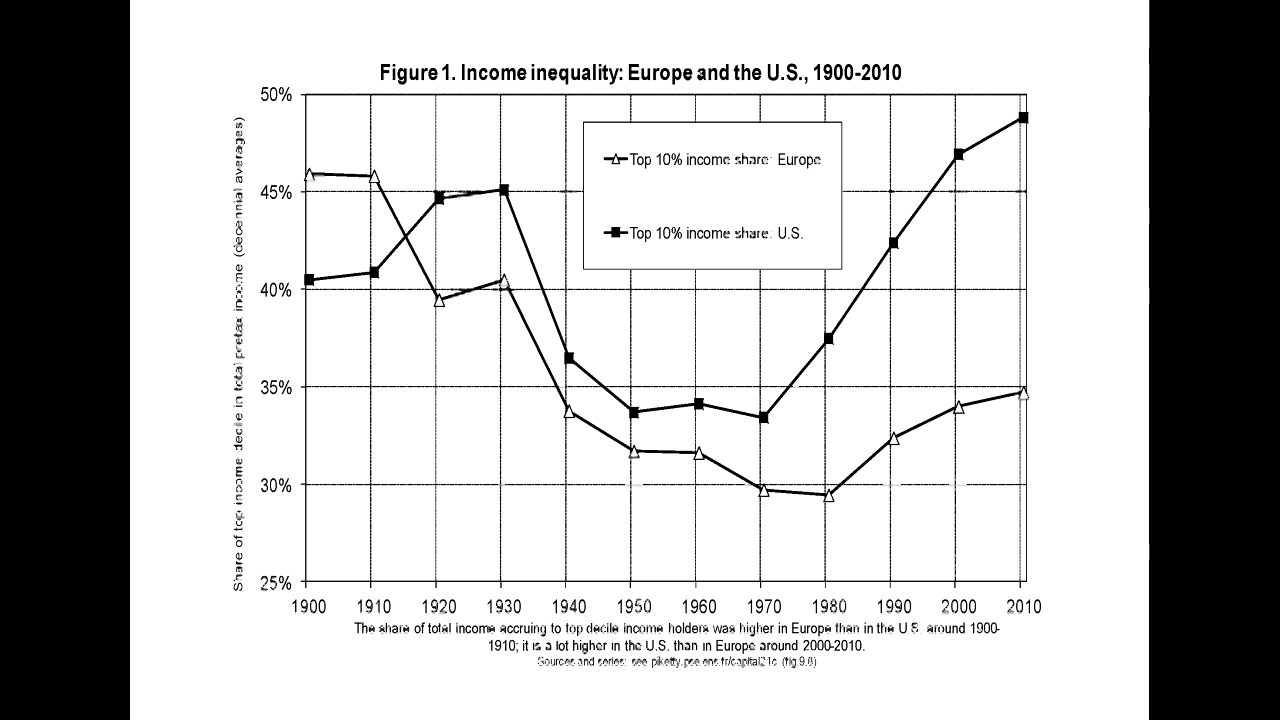 Figure 1. Income inequality: Europe and the U.S., 1900-2010
Share of top income decile in total pretax income (decennial averages)
50%
45%
40%
35%
30%
25%
Top 10% income share: Europe
Top 10% income share: U.S.
1900 1910 1920 1930 1940 1950 1960 1970 1980 1990 2000 2010
The share of total income accruing to top decile income holders was higher in Europe than in the U.S. around 1900-
1910; it is a lot higher in the U.S. than in Europe around 2000-2010.
Sources and series: see piketty.pse.ens.fr/capital21c (fig.9.8)